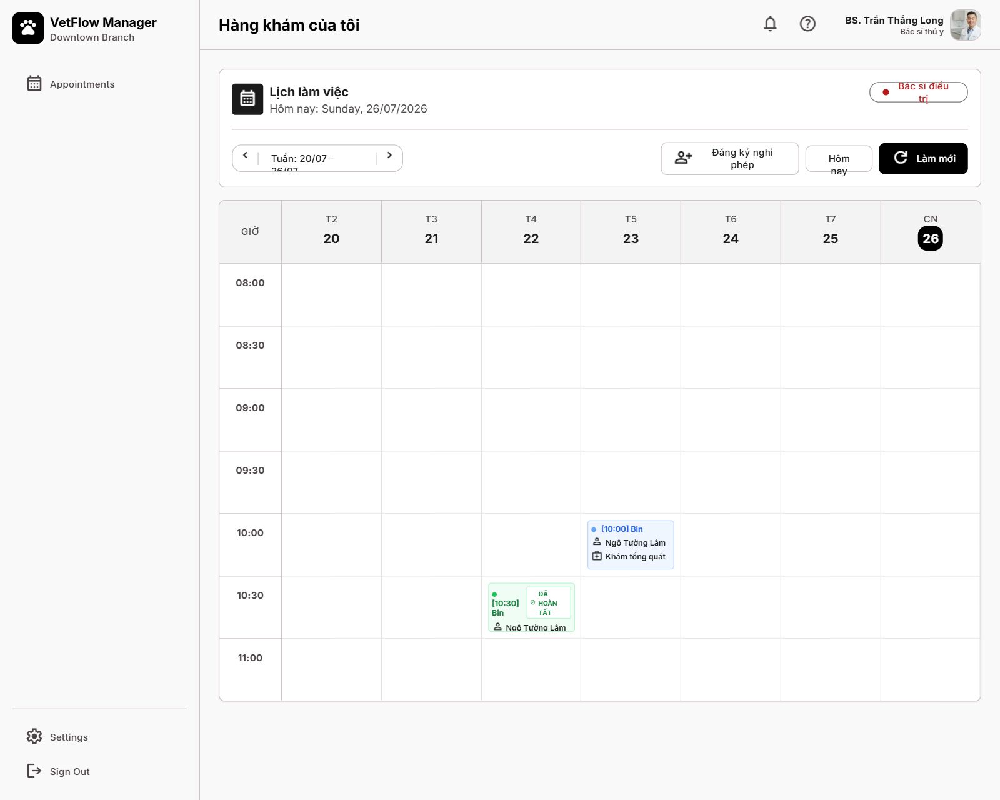 VetFlow Manager
Downtown Branch
Appointments
Settings
Sign Out
Hàng khám của tôi
BS. Trần Thắng Long
Bác sĩ thú y
Lịch làm việc
Hôm nay: Sunday, 26/07/2026
Bác sĩ điều
trị
Tuần: 20/07 –
26/07
Đăng ký nghỉ
phép
Hôm
nay
Làm mới
GIỜ
T2
20
T3
21
T4
22
T5
23
T6
24
T7
25
CN
26
08:00
08:30
09:00
09:30
10:00
[10:00] Bin
Ngô Tường Lâm
Khám tổng quát
10:30
[10:30]
Bin
ĐÃ
HOÀN
TẤT
Ngô Tường Lâm
11:00